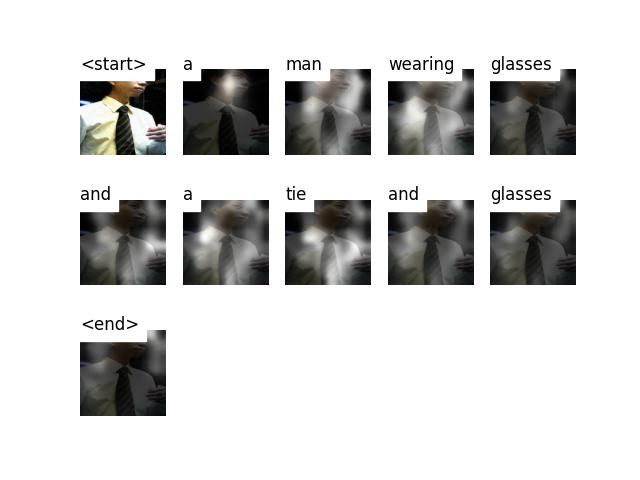 <start> a man wearing glasses
and a tie and glasses
<end>